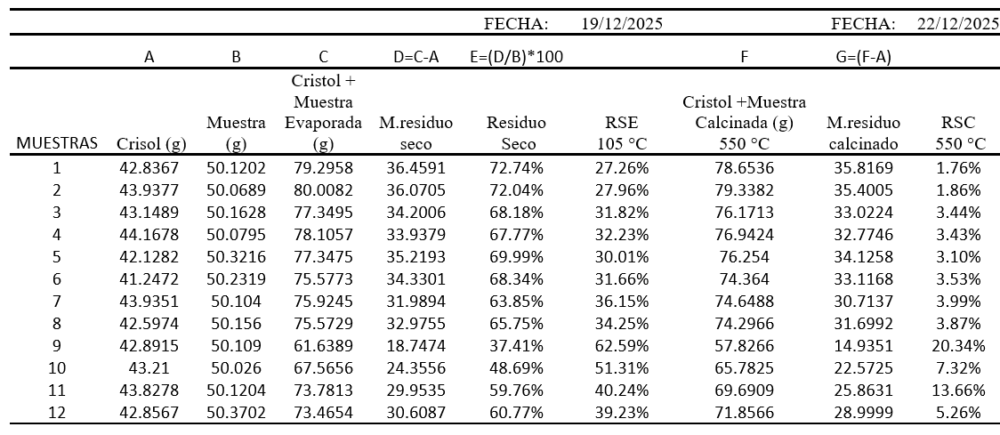 FECHA: 19/12/2025 FECHA: 22/12/2025
A B C D=C-A E=(D/B)*100 F G=(F-A)
MUESTRAS Crisol (g) Muestra (g) Cristol + Muestra Evaporada (g) M.residuo seco Residuo Seco RSE 105 °C Cristol +Muestra Calcinada (g) 550 °C M.residuo calcinado RSC 550 °C
1 42.8367 50.1202 79.2958 36.4591 72.74% 27.26% 78.6536 35.8169 1.76%
2 43.9377 50.0689 80.0082 36.0705 72.04% 27.96% 79.3382 35.4005 1.86%
3 43.1489 50.1628 77.3495 34.2006 68.18% 31.82% 76.1713 33.0224 3.44%
4 44.1678 50.0795 78.1057 33.9379 67.77% 32.23% 76.9424 32.7746 3.43%
5 42.1282 50.3216 77.3475 35.2193 69.99% 30.01% 76.254 34.1258 3.10%
6 41.2472 50.2319 75.5773 34.3301 68.34% 31.66% 74.364 33.1168 3.53%
7 43.9351 50.104 75.9245 31.9894 63.85% 36.15% 74.6488 30.7137 3.99%
8 42.5974 50.156 75.5729 32.9755 65.75% 34.25% 74.2966 31.6992 3.87%
9 42.8915 50.109 61.6389 18.7474 37.41% 62.59% 57.8266 14.9351 20.34%
10 43.21 50.026 67.5656 24.3556 48.69% 51.31% 65.7825 22.5725 7.32%
11 43.8278 50.1204 73.7813 29.9535 59.76% 40.24% 69.6909 25.8631 13.66%
12 42.8567 50.3702 73.4654 30.6087 60.77% 39.23% 71.8566 28.9999 5.26%